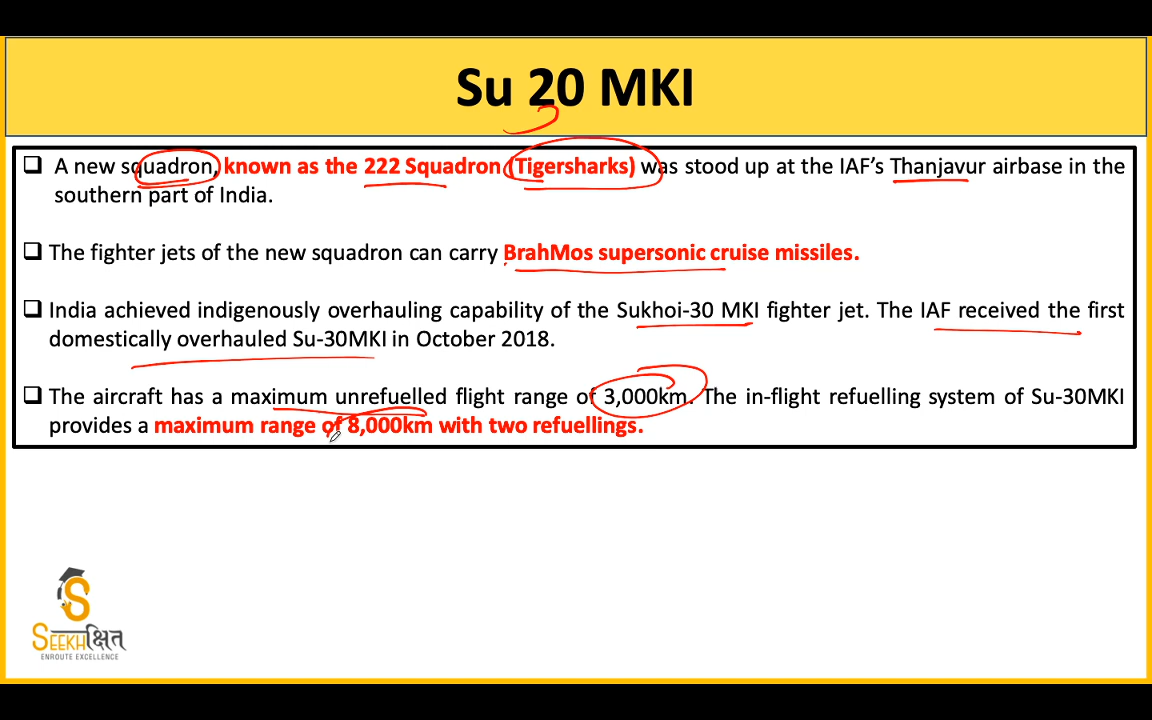 Su 20 MKI
A new squadron, known as the 222 Squadron (Tigersharks) was stood up at the IAF's Thanjavur airbase in the
southern part of India.
The fighter jets of the new squadron can carry BrahMos supersonic cruise missiles.
India achieved indigenously overhauling capability of the Sukhoi-30 MKI fighter jet. The IAF received the first
domestically overhauled Su-30MKI in October 2018.
The aircraft has a maximum unrefuelled flight range of 3,000km. The in-flight refuelling system of Su-30MKI
provides a maximum range of 8,000km with two refuellings.
S
SEEKHक्षित
ENROUTE EXCELLENCE